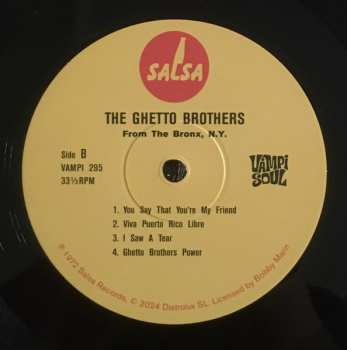 SALSA
THE GHETTO BROTHERS
From The Bronx, N.Y.
Side B
VAMPI 295
33⅓ RPM
VAMPI
SOUL
1. You Say That You're My Friend
2. Viva Puerto Rico Libre
3. I Saw A Tear
4. Ghetto Brothers Power
℗ 1972 Salsa Records, © 2024 Distrolux SL. Licensed by Bobby Marin